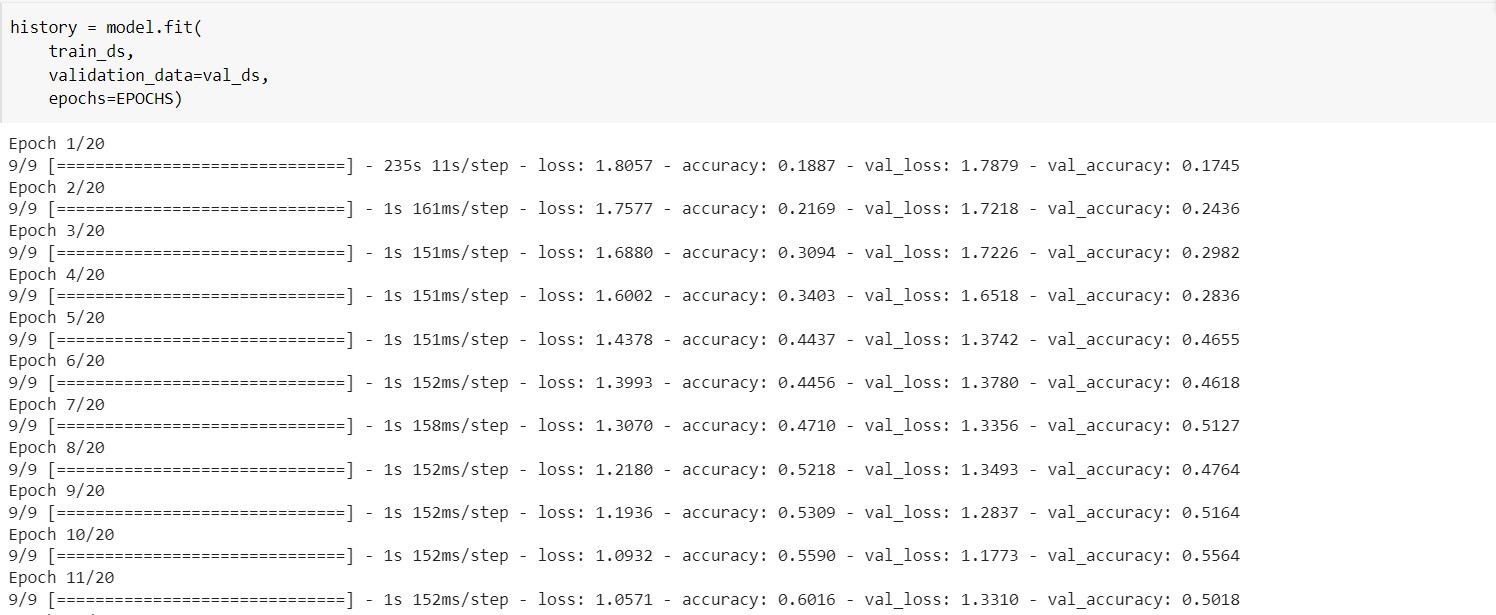 history = model.fit(
    train_ds,
    validation_data=val_ds,
    epochs=EPOCHS)
Epoch 1/20
9/9 [==============================] - 235s 11s/step - loss: 1.8057 - accuracy: 0.1887 - val_loss: 1.7879 - val_accuracy: 0.1745
Epoch 2/20
9/9 [==============================] - 1s 161ms/step - loss: 1.7577 - accuracy: 0.2169 - val_loss: 1.7218 - val_accuracy: 0.2436
Epoch 3/20
9/9 [==============================] - 1s 151ms/step - loss: 1.6880 - accuracy: 0.3094 - val_loss: 1.7226 - val_accuracy: 0.2982
Epoch 4/20
9/9 [==============================] - 1s 151ms/step - loss: 1.6002 - accuracy: 0.3403 - val_loss: 1.6518 - val_accuracy: 0.2836
Epoch 5/20
9/9 [==============================] - 1s 151ms/step - loss: 1.4378 - accuracy: 0.4437 - val_loss: 1.3742 - val_accuracy: 0.4655
Epoch 6/20
9/9 [==============================] - 1s 152ms/step - loss: 1.3993 - accuracy: 0.4456 - val_loss: 1.3780 - val_accuracy: 0.4618
Epoch 7/20
9/9 [==============================] - 1s 158ms/step - loss: 1.3070 - accuracy: 0.4710 - val_loss: 1.3356 - val_accuracy: 0.5127
Epoch 8/20
9/9 [==============================] - 1s 152ms/step - loss: 1.2180 - accuracy: 0.5218 - val_loss: 1.3493 - val_accuracy: 0.4764
Epoch 9/20
9/9 [==============================] - 1s 152ms/step - loss: 1.1936 - accuracy: 0.5309 - val_loss: 1.2837 - val_accuracy: 0.5164
Epoch 10/20
9/9 [==============================] - 1s 152ms/step - loss: 1.0932 - accuracy: 0.5590 - val_loss: 1.1773 - val_accuracy: 0.5564
Epoch 11/20
9/9 [==============================] - 1s 152ms/step - loss: 1.0571 - accuracy: 0.6016 - val_loss: 1.3310 - val_accuracy: 0.5018